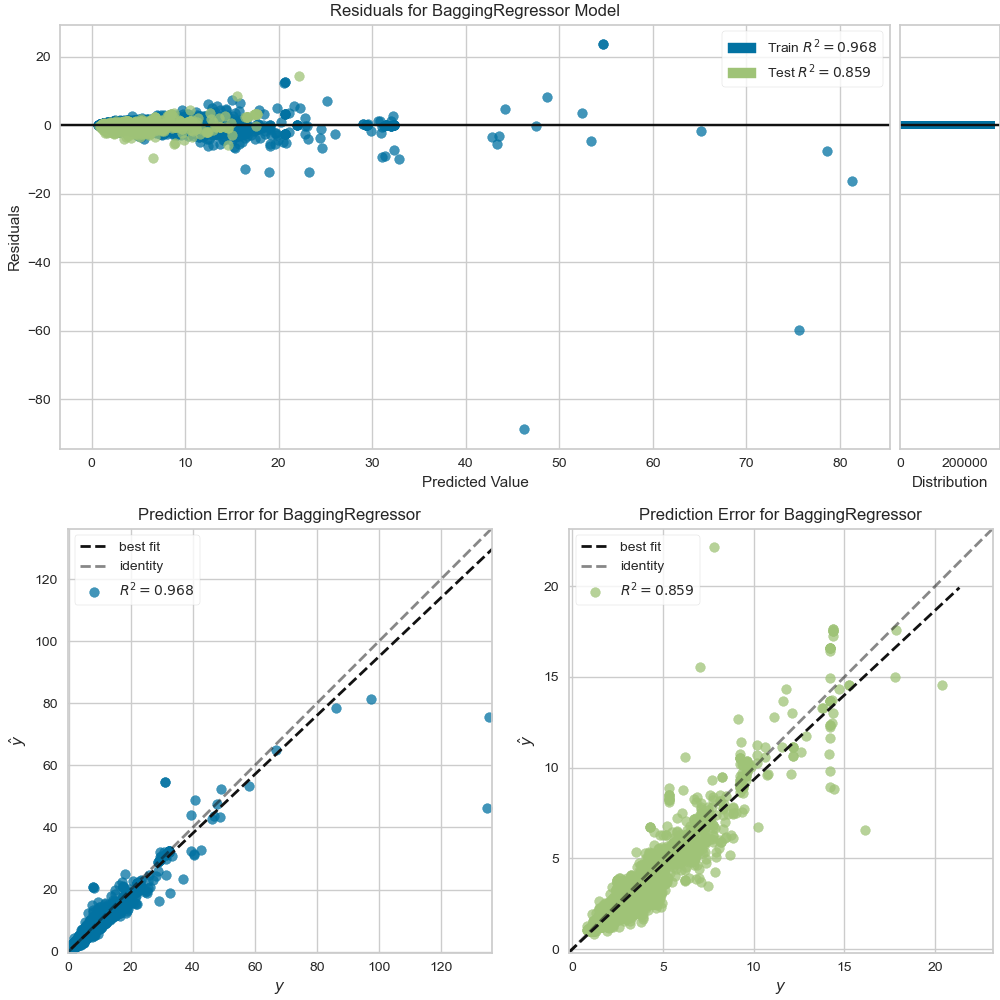 Residuals for BaggingRegressor Model
20
0
−20
−40
−60
−80
Residuals
Train R² = 0.968
Test R² = 0.859
0 10 20 30 40 50 60 70 80
Predicted Value
0 200000
Distribution
Prediction Error for BaggingRegressor
best fit
identity
R² = 0.968
120
100
80
60
40
20
0
ŷ
0 20 40 60 80 100 120
y
Prediction Error for BaggingRegressor
best fit
identity
R² = 0.859
20
15
10
5
0
ŷ
0 5 10 15 20
y